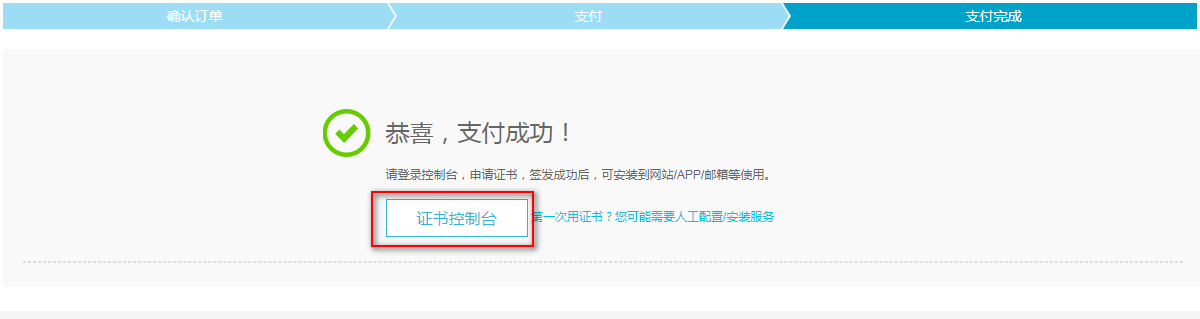 确认订单
支付
支付完成
恭喜，支付成功！
请登录控制台，申请证书，签发成功后，可安装到网站/APP/邮箱等使用。
证书控制台
第一次用证书？您可能需要人工配置/安装服务